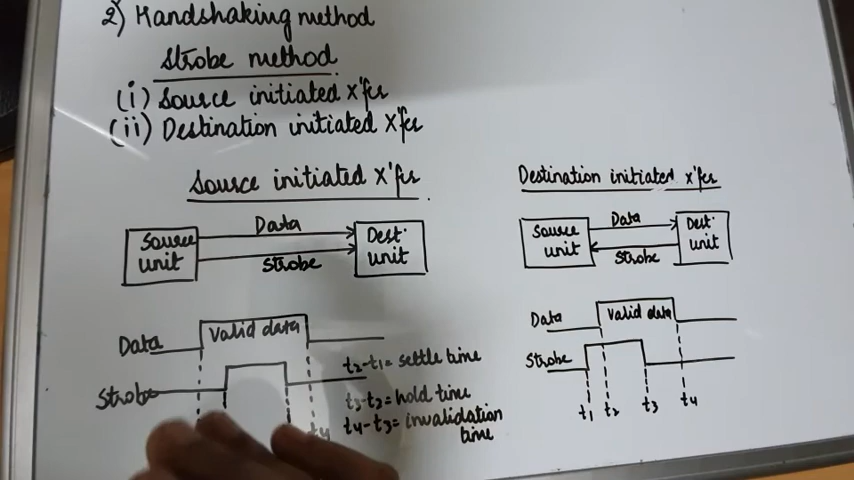 2) Handshaking method
Strobe method
(i) Source initiated X'fer
(ii) Destination initiated X'fer
Source initiated X'fer
Source unit
Data
Strobe
Dest. unit
Data
Valid data
Strobe
t4
t2-t1= settle time
t3-t2= hold time
t4-t3= invalidation
time
Destination initiated x'fer
Source unit
Data
Strobe
Dest. unit
Data
Valid data
Strobe
t1 t2 t3 t4